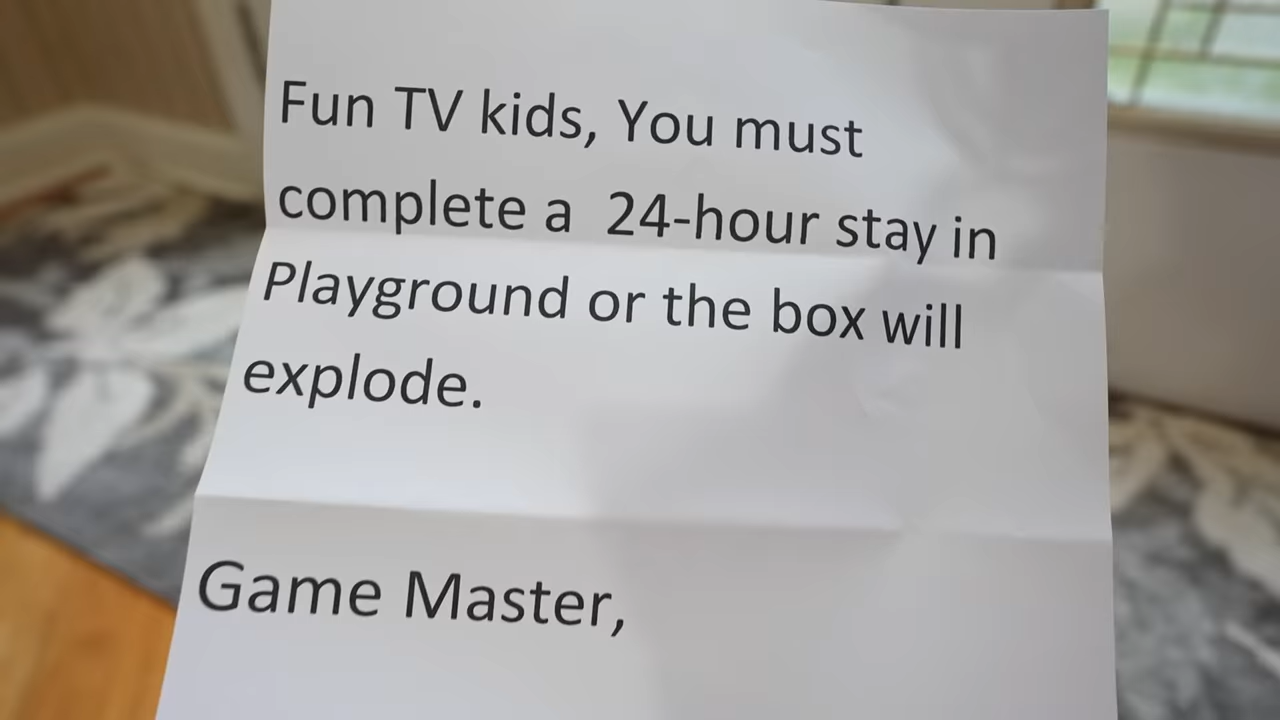 Fun TV kids, You must
complete a  24-hour stay in
Playground or the box will
explode.
Game Master,